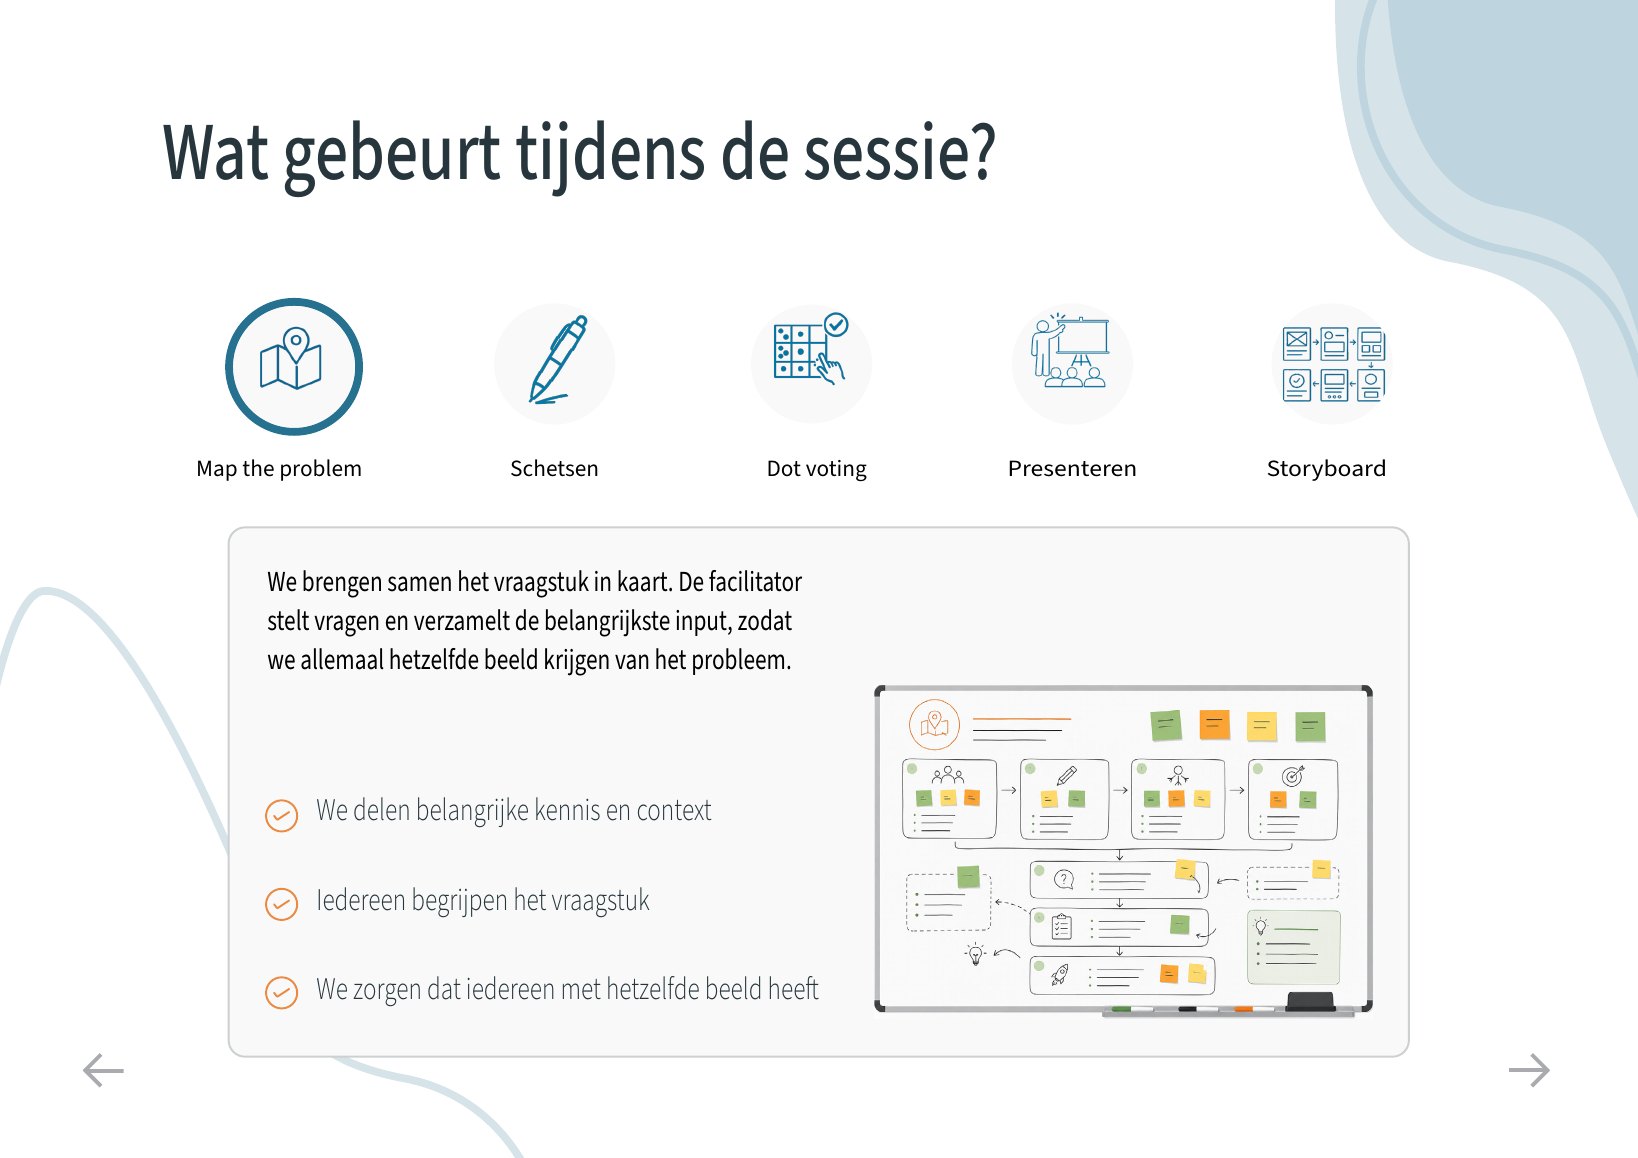 Wat gebeurt tijdens de sessie?
Map the problem
Schetsen
Dot voting
Presenteren
Storyboard
We brengen samen het vraagstuk in kaart. De facilitator
stelt vragen en verzamelt de belangrijkste input, zodat
we allemaal hetzelfde beeld krijgen van het probleem.
We delen belangrijke kennis en context
Iedereen begrijpen het vraagstuk
We zorgen dat iedereen met hetzelfde beeld heeft